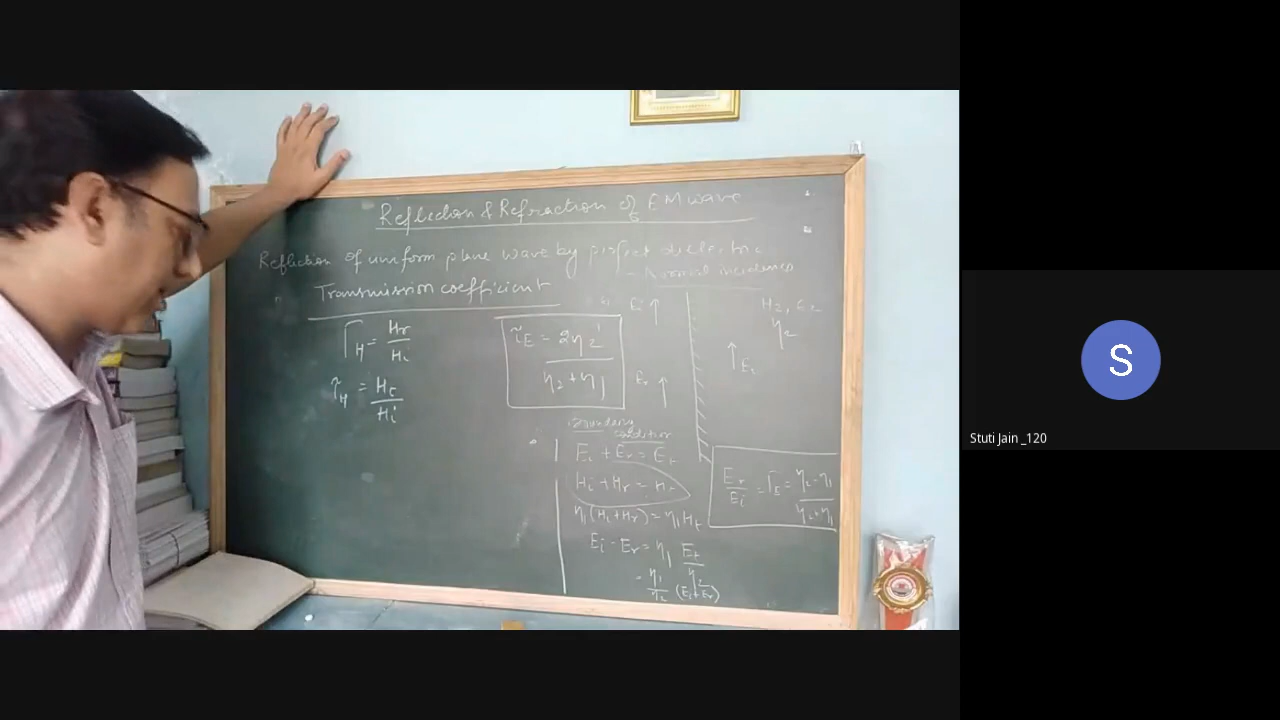 Reflection & Refraction of EM wave
Reflection of uniform plane wave by perfect dielectric
- Normal incidence
Transmission coefficient
Γ_H = Hr/Hi
τ_H = Ht/Hi
τ_E = 2η2/(η2+η1)
Ei ↑
Er ↑
η2
↑ Et
Boundary
condition
Ei + Er = Et
Hi + Hr = Ht
η1(Hi+Hr) = η1Ht
Ei - Er = η1 Et/η2
= η1/η2 (Ei+Er)
Er/Ei = Γ_E = (η2-η1)/(η2+η1)
S
Stuti Jain _120